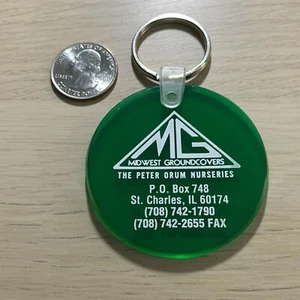 MG
MIDWEST GROUNDCOVERS
THE PETER ORUM NURSERIES
P.O. Box 748
St. Charles, IL 60174
(708) 742-1790
(708) 742-2655 FAX